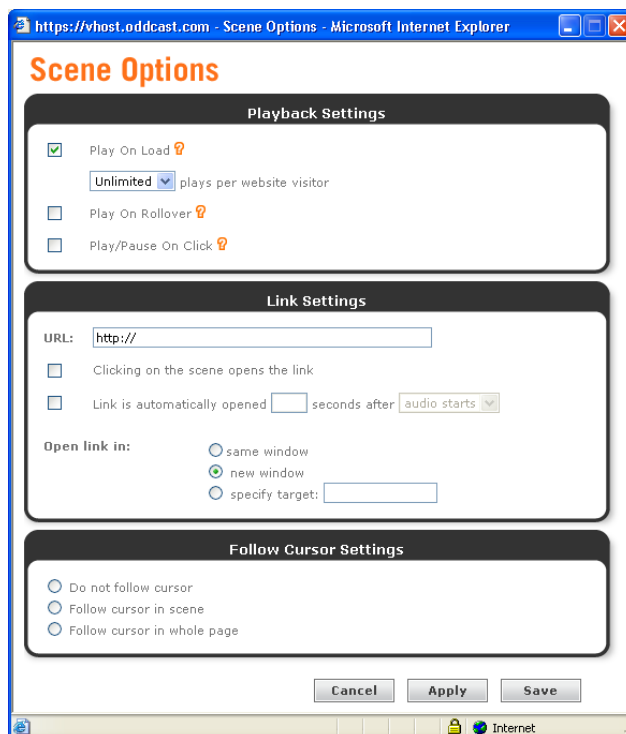 https://vhost.oddcast.com - Scene Options - Microsoft Internet Explorer
Scene Options
Playback Settings
Play On Load ?
Unlimited plays per website visitor
Play On Rollover ?
Play/Pause On Click ?
Link Settings
URL: http://
Clicking on the scene opens the link
Link is automatically opened seconds after audio starts
Open link in: same window
new window
specify target:
Follow Cursor Settings
Do not follow cursor
Follow cursor in scene
Follow cursor in whole page
Cancel Apply Save
Internet